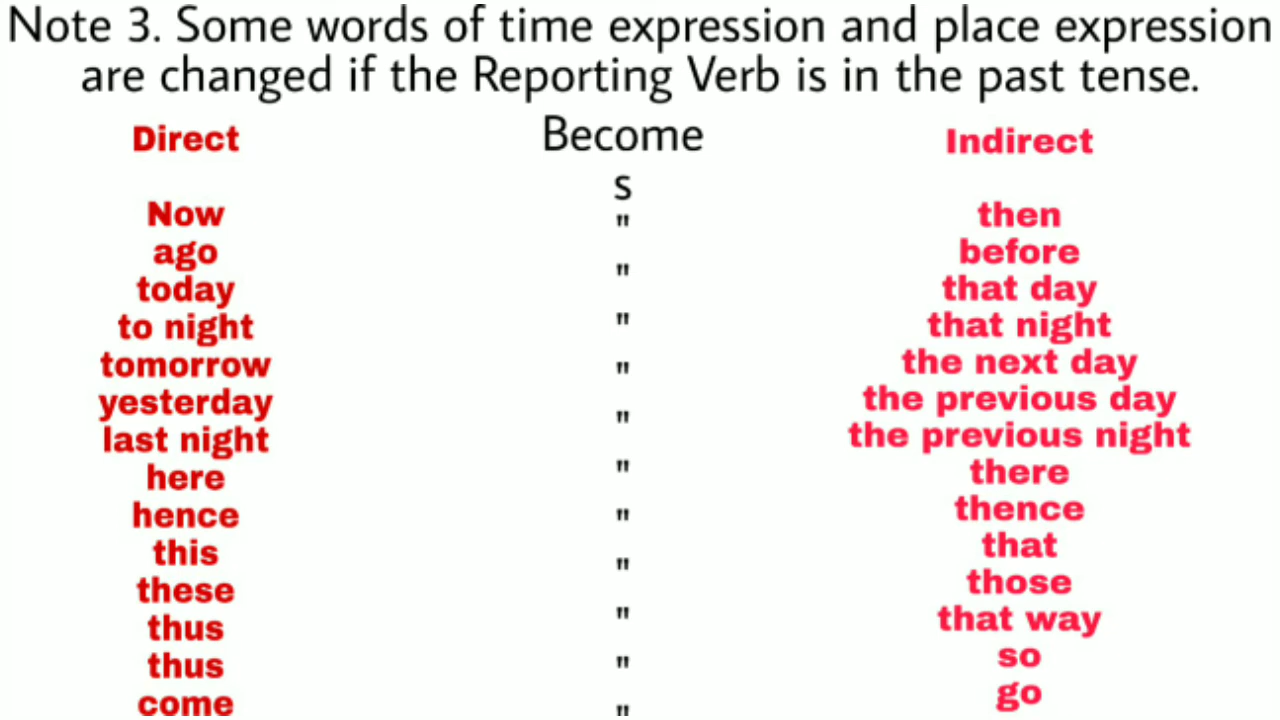 Note 3. Some words of time expression and place expression
are changed if the Reporting Verb is in the past tense.
Direct Become Indirect
s
Now " then
ago " before
today " that day
to night " that night
tomorrow " the next day
yesterday " the previous day
last night " the previous night
here " there
hence " thence
this " that
these " those
thus that way
thus so
come " go